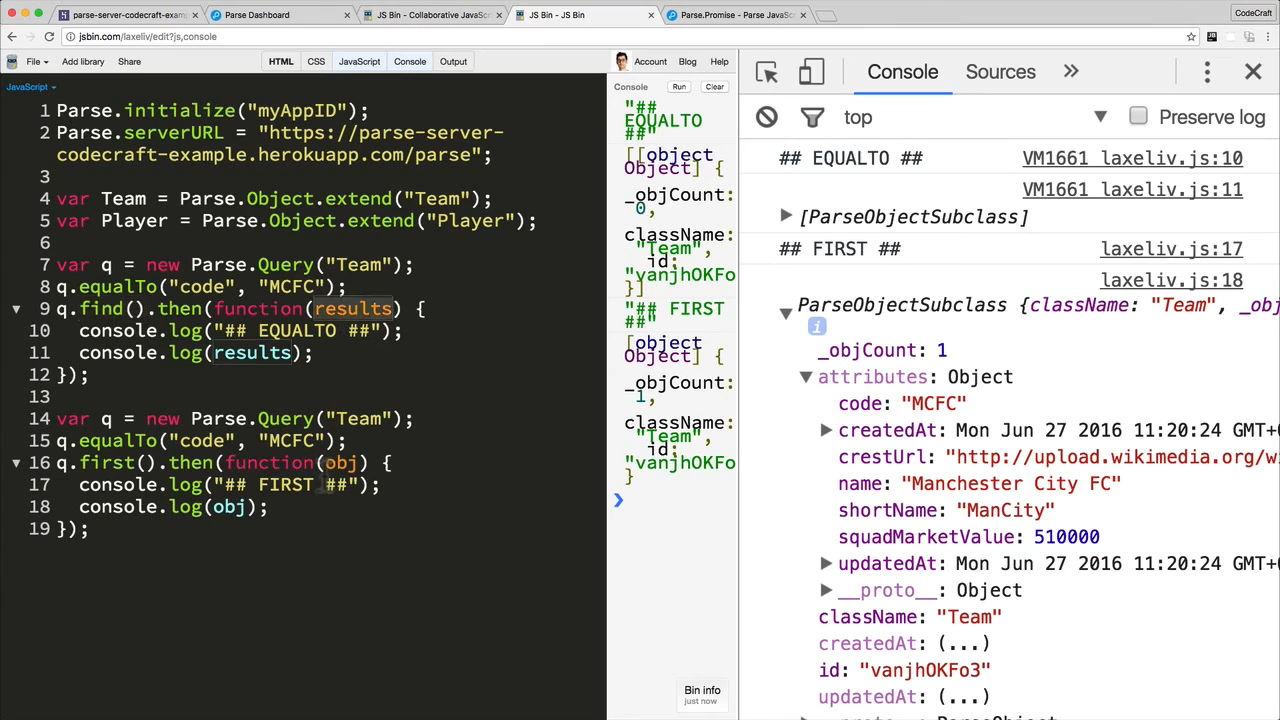 parse-server-codecraft-exam
Parse Dashboard
JS Bin - Collaborative JavaSc
JS Bin - JS Bin
Parse.Promise - Parse JavaSc
CodeCraft
jsbin.com/laxeliv/edit?js,console
File
Add library
Share
HTML
CSS
JavaScript
Console
Output
Account
Blog
Help
JavaScript
1 Parse.initialize("myAppID");
2 Parse.serverURL = "https://parse-server-
codecraft-example.herokuapp.com/parse";
3
4 var Team = Parse.Object.extend("Team");
5 var Player = Parse.Object.extend("Player");
6
7 var q = new Parse.Query("Team");
8 q.equalTo("code", "MCFC");
9 q.find().then(function(results) {
10 console.log("## EQUALTO ##");
11 console.log(results);
12 });
13
14 var q = new Parse.Query("Team");
15 q.equalTo("code", "MCFC");
16 q.first().then(function(obj) {
17 console.log("## FIRST ##");
18 console.log(obj);
19 });
Console
Run
Clear
"##
EQUALTO
##"
[[object
Object] {
_objCount:
0,
className:
"Team",
id:
"vanjhOKFo
}]
"## FIRST
##"
[object
Object] {
_objCount:
1,
className:
"Team",
id:
"vanjhOKFo
}
Bin info
just now
Console
Sources
top
Preserve log
## EQUALTO ## VM1661 laxeliv.js:10
VM1661 laxeliv.js:11
[ParseObjectSubclass]
## FIRST ## laxeliv.js:17
laxeliv.js:18
ParseObjectSubclass {className: "Team", _obj
_objCount: 1
attributes: Object
code: "MCFC"
createdAt: Mon Jun 27 2016 11:20:24 GMT+
crestUrl: "http://upload.wikimedia.org/w
name: "Manchester City FC"
shortName: "ManCity"
squadMarketValue: 510000
updatedAt: Mon Jun 27 2016 11:20:24 GMT+
__proto__: Object
className: "Team"
createdAt: (...)
id: "vanjhOKFo3"
updatedAt: (...)